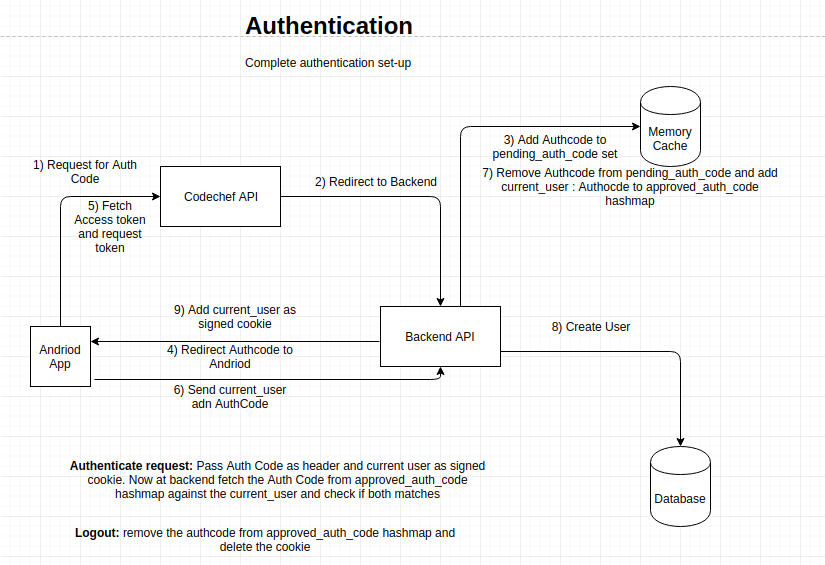 Authentication
Complete authentication set-up
Memory
Cache
3) Add Authcode to
pending_auth_code set
7) Remove Authcode from pending_auth_code and add
current_user : Authocde to approved_auth_code
hashmap
1) Request for Auth
Code
Codechef API
2) Redirect to Backend
5) Fetch
Access token
and request
token
9) Add current_user as
signed cookie
Backend API
8) Create User
Andriod
App
4) Redirect Authcode to
Andriod
6) Send current_user
adn AuthCode
Authenticate request: Pass Auth Code as header and current user as signed
cookie. Now at backend fetch the Auth Code from approved_auth_code
hashmap against the current_user and check if both matches
Database
Logout: remove the authcode from approved_auth_code hashmap and
delete the cookie